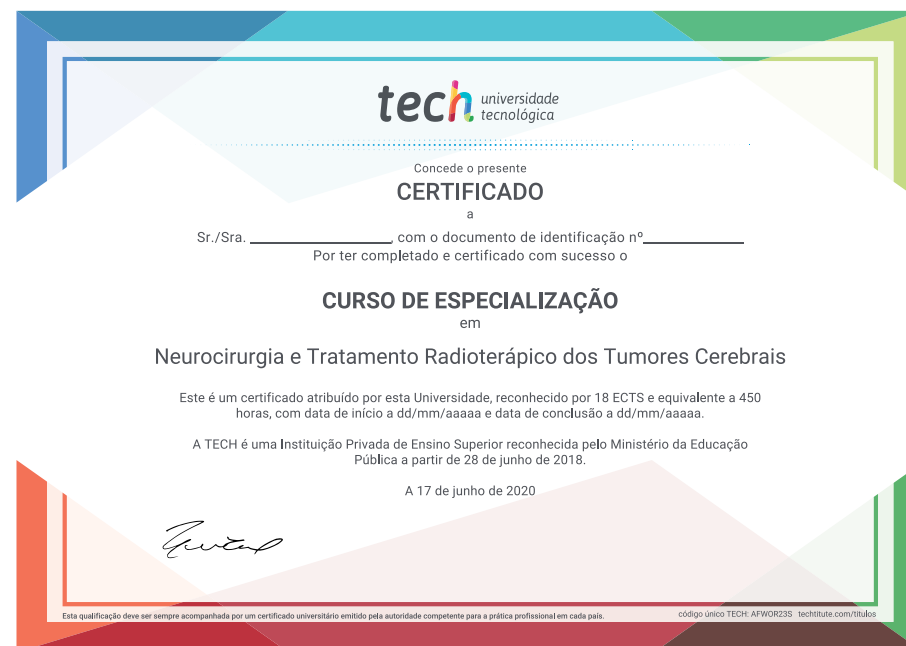 tech universidade
tecnológica
Concede o presente
CERTIFICADO
a
Sr./Sra. ____________________, com o documento de identificação nº______________
Por ter completado e certificado com sucesso o
CURSO DE ESPECIALIZAÇÃO
em
Neurocirurgia e Tratamento Radioterápico dos Tumores Cerebrais
Este é um certificado atribuído por esta Universidade, reconhecido por 18 ECTS e equivalente a 450
horas, com data de início a dd/mm/aaaaa e data de conclusão a dd/mm/aaaaa.
A TECH é uma Instituição Privada de Ensino Superior reconhecida pelo Ministério da Educação
Pública a partir de 28 de junho de 2018.
A 17 de junho de 2020
Esta qualificação deve ser sempre acompanhada por um certificado universitário emitido pela autoridade competente para a prática profissional em cada país.
código único TECH: AFWOR23S techtitute.com/titulos